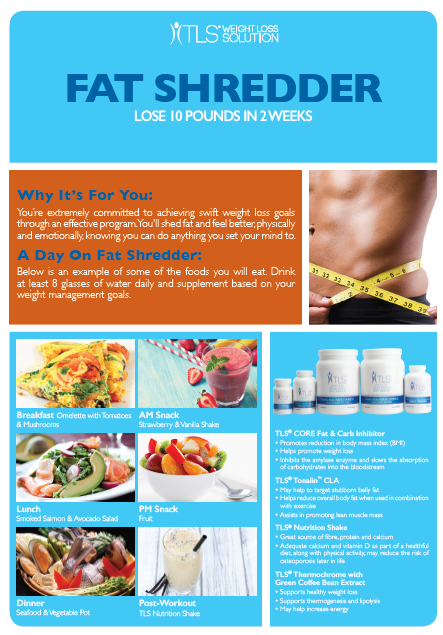 TLS® WEIGHT LOSS SOLUTION
FAT SHREDDER
LOSE 10 POUNDS IN 2 WEEKS
Why It's For You:
You're extremely committed to achieving swift weight loss goals
through an effective program. You'll shed fat and feel better, physically
and emotionally, knowing you can do anything you set your mind to.
A Day On Fat Shredder:
Below is an example of some of the foods you will eat. Drink
at least 8 glasses of water daily and supplement based on your
weight management goals.
31 32 33 34 35 36 37 38 39
4 5 6
Breakfast Omelette with Tomatoes
& Mushrooms
AM Snack
Strawberry & Vanilla Shake
Lunch
Smoked Salmon & Avocado Salad
PM Snack
Fruit
Dinner
Seafood & Vegetable Pot
Post-Workout
TLS Nutrition Shake
TLS
TLS
TLS
TLS
TLS
TLS® CORE Fat & Carb Inhibitor
• Promotes reduction in body mass index (BMI)
• Helps promote weight loss
• Inhibits the amylase enzyme and slows the absorption
of carbohydrates into the bloodstream
TLS® Tonalin™ CLA
• May help to target stubborn belly fat
• Helps reduce overall body fat when used in combination
with exercise
• Assists in promoting lean muscle mass
TLS® Nutrition Shake
• Great source of fibre, protein and calcium
• Adequate calcium and vitamin D as part of a healthful
diet, along with physical activity, may reduce the risk of
osteoporosis later in life
TLS® Thermochrome with
Green Coffee Bean Extract
• Supports healthy weight loss
• Supports thermogenesis and lipolysis
• May help increase energy